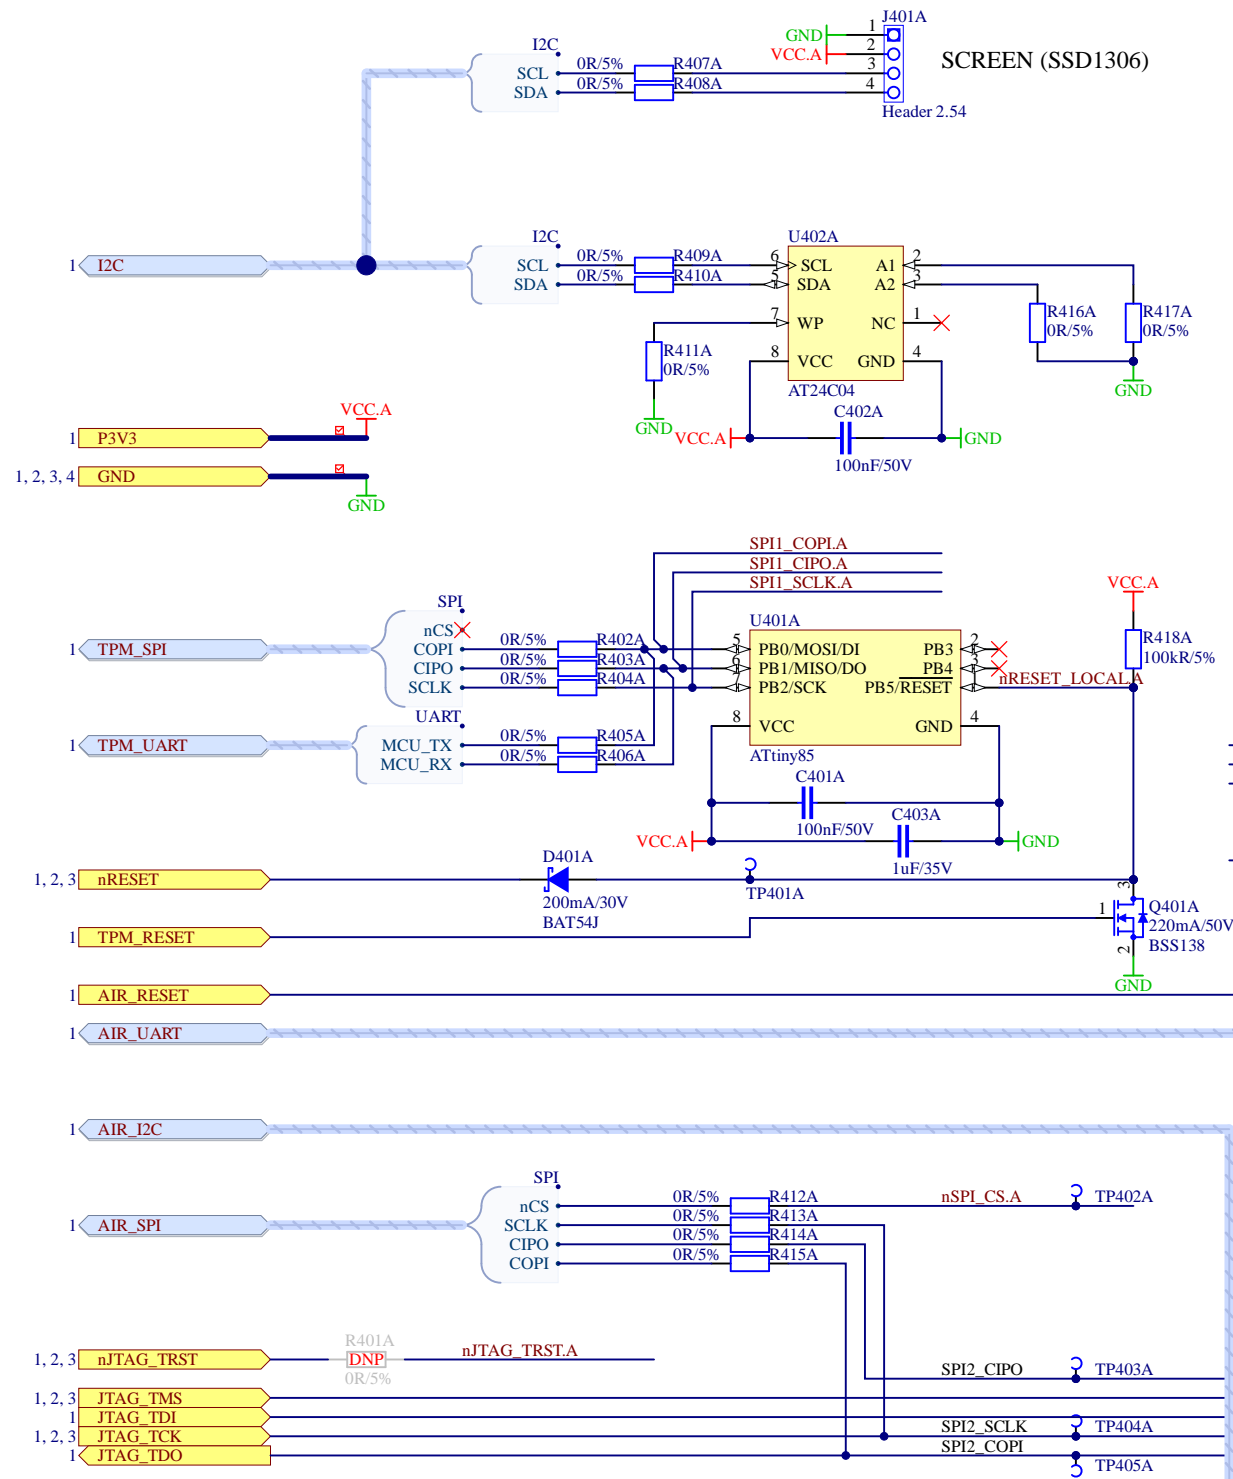 J401A
GND 1
VCC.A 2
3
4
SCREEN (SSD1306)
Header 2.54
I2C
SCL 0R/5% R407A
SDA 0R/5% R408A
1 I2C
I2C
SCL 0R/5% R409A
SDA 0R/5% R410A
U402A
6 SCL A1 2
5 SDA A2 3
7 WP NC 1
8 VCC GND 4
AT24C04
R411A
0R/5%
GND
R416A
0R/5%
R417A
0R/5%
GND
C402A
VCC.A GND
100nF/50V
VCC.A
1 P3V3
1, 2, 3, 4 GND
GND
SPI1_COPI.A
SPI1_CIPO.A
SPI1_SCLK.A
SPI
1 TPM_SPI
nCS
COPI 0R/5% R402A
CIPO 0R/5% R403A
SCLK 0R/5% R404A
U401A
5 PB0/MOSI/DI PB3 2
6 PB1/MISO/DO PB4 3
7 PB2/SCK PB5/RESET 1
nRESET_LOCAL.A
8 VCC GND 4
ATtiny85
VCC.A
R418A
100kR/5%
UART
1 TPM_UART
MCU_TX 0R/5% R405A
MCU_RX 0R/5% R406A
C401A
100nF/50V
C403A
1uF/35V
VCC.A GND
1, 2, 3 nRESET
D401A
200mA/30V
BAT54J
TP401A
1 TPM_RESET
3
1
2
Q401A
220mA/50V
BSS138
GND
1 AIR_RESET
1 AIR_UART
1 AIR_I2C
SPI
1 AIR_SPI
nCS 0R/5% R412A nSPI_CS.A TP402A
SCLK 0R/5% R413A
CIPO 0R/5% R414A
COPI 0R/5% R415A
R401A
1, 2, 3 nJTAG_TRST DNP nJTAG_TRST.A
0R/5%
SPI2_CIPO TP403A
1, 2, 3 JTAG_TMS
1 JTAG_TDI
1, 2, 3 JTAG_TCK SPI2_SCLK TP404A
1 JTAG_TDO SPI2_COPI TP405A